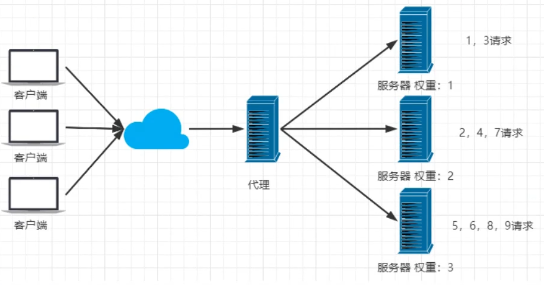 1，3请求
服务器 权重：1
客户端
2，4，7请求
客户端
代理
服务器 权重：2
客户端
5，6，8，9请求
服务器 权重：3